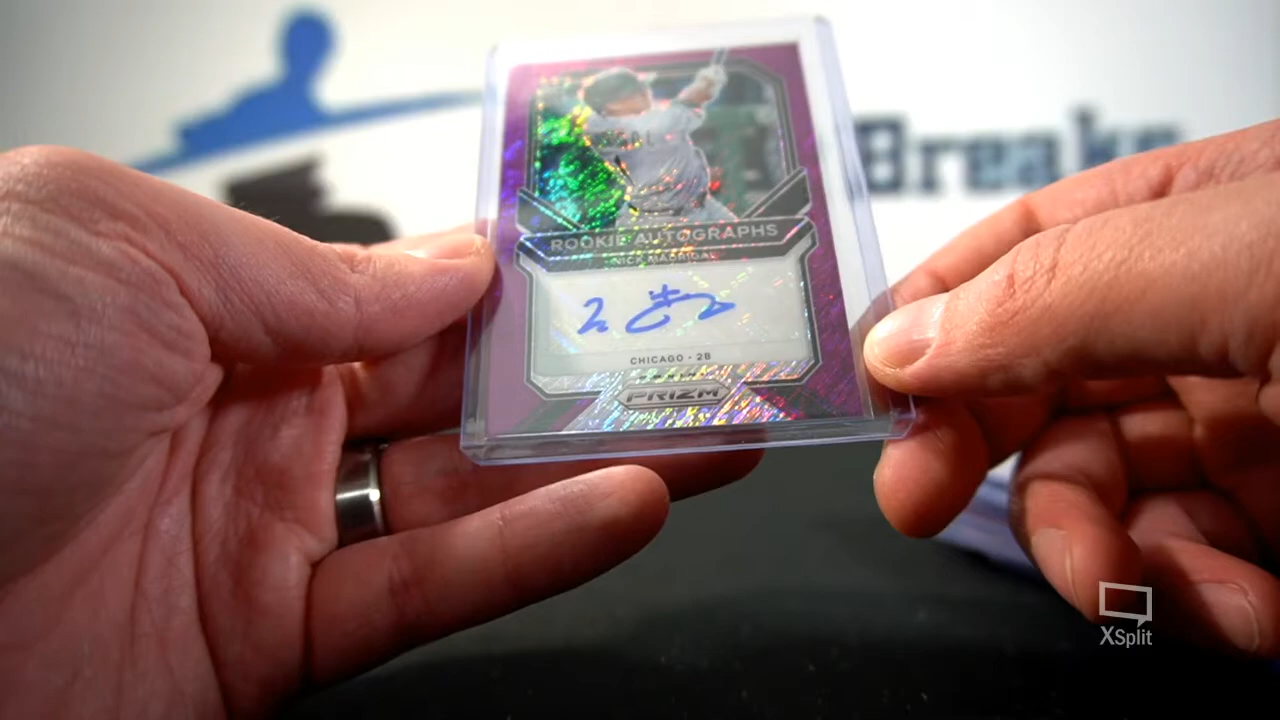 Breaks
ROOKIE AUTOGRAPHS
NICK MADRIGAL
CHICAGO - 2B
PRIZM
XSplit